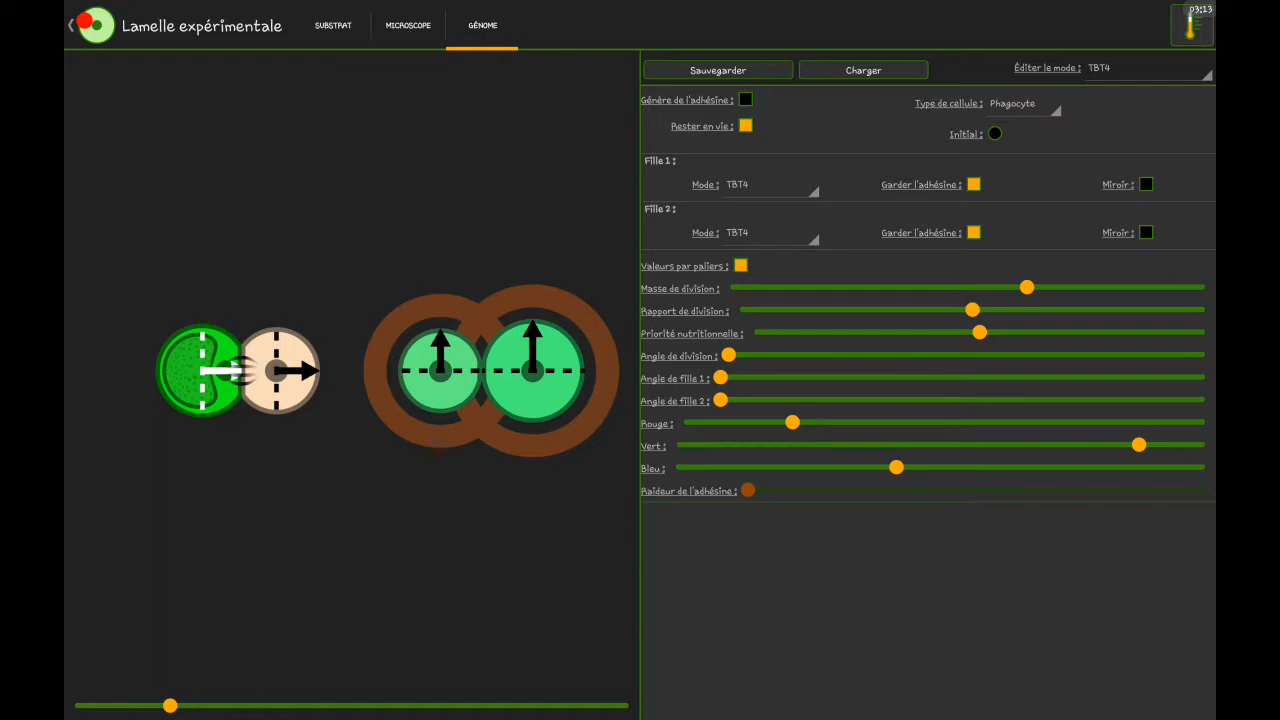 03:13
Lamelle expérimentale
SUBSTRAT
MICROSCOPE
GÉNOME
Sauvegarder
Charger
Éditer le mode :
TBT4
Génère de l'adhésine :
Type de cellule :
Phagocyte
Rester en vie :
Initial :
Fille 1 :
Mode :
TBT4
Garder l'adhésine :
Miroir :
Fille 2 :
Mode :
TBT4
Garder l'adhésine :
Miroir :
Valeurs par paliers :
Masse de division :
Rapport de division :
Priorité nutritionnelle :
Angle de division :
Angle de fille 1 :
Angle de fille 2 :
Rouge :
Vert :
Bleu :
Raideur de l'adhésine :